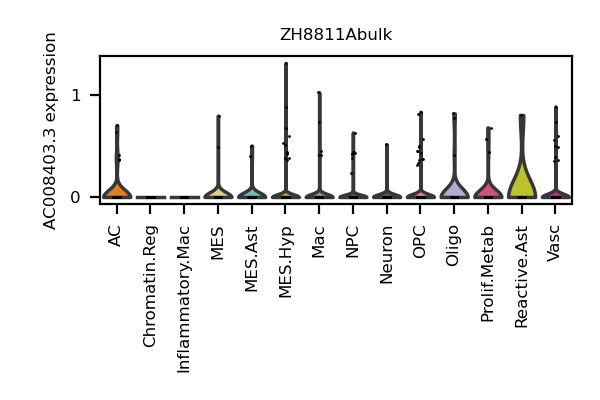 ZH8811Abulk
AC008403.3 expression
1
0
AC
Chromatin.Reg
Inflammatory.Mac
MES
MES.Ast
MES.Hyp
Mac
NPC
Neuron
OPC
Oligo
Prolif.Metab
Reactive.Ast
Vasc